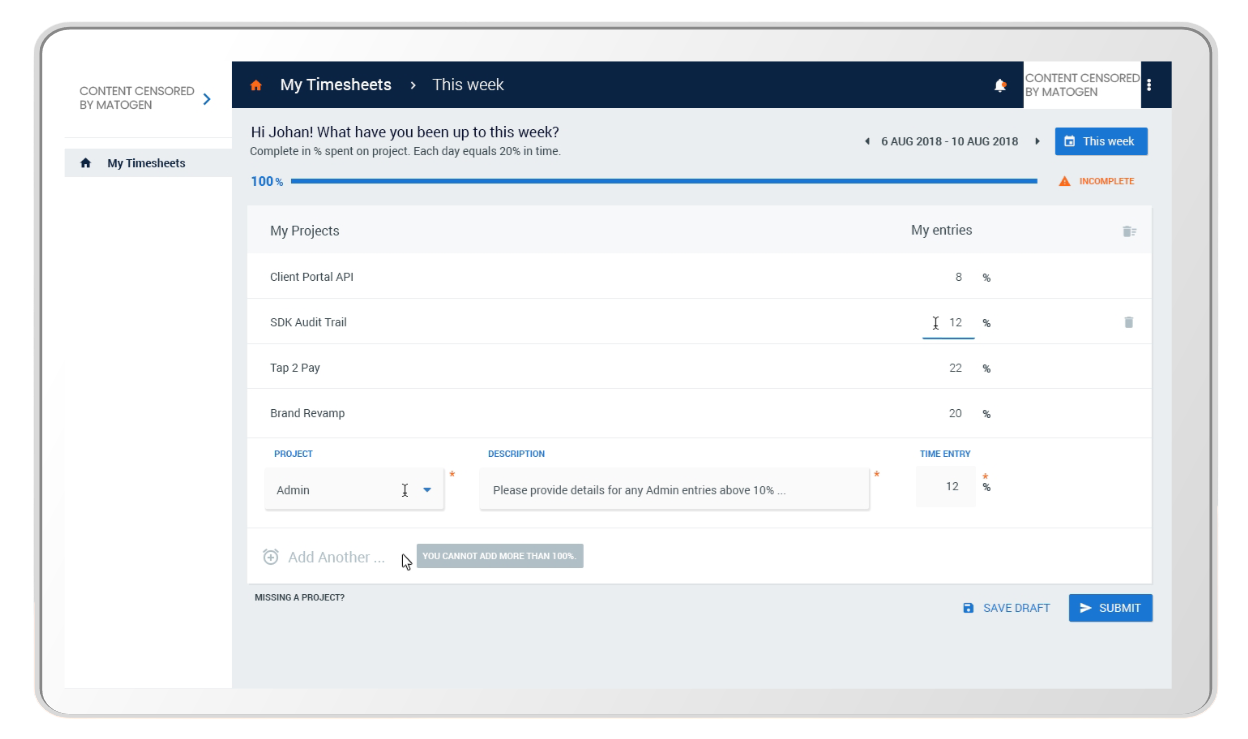 CONTENT CENSORED
BY MATOGEN
My Timesheets
My Timesheets > This week
CONTENT CENSORED
BY MATOGEN
Hi Johan! What have you been up to this week?
Complete in % spent on project. Each day equals 20% in time.
6 AUG 2018 - 10 AUG 2018
This week
100 %
INCOMPLETE
My Projects My entries
Client Portal API 8 %
SDK Audit Trail 12 %
Tap 2 Pay 22 %
Brand Revamp 20 %
PROJECT DESCRIPTION TIME ENTRY
Admin * Please provide details for any Admin entries above 10% ... * 12 * %
Add Another ... YOU CANNOT ADD MORE THAN 100%.
MISSING A PROJECT?
SAVE DRAFT SUBMIT